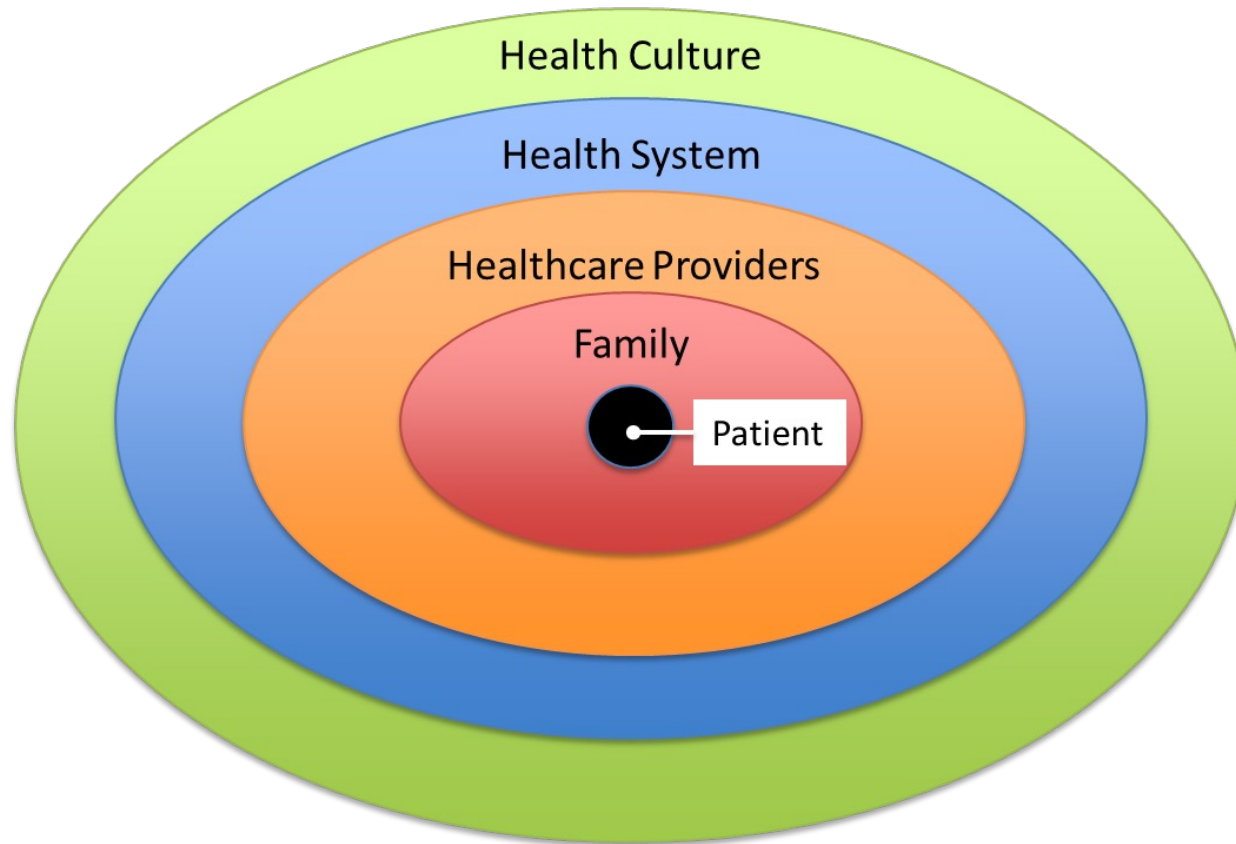 Health Culture
Health System
Healthcare Providers
Family
Patient